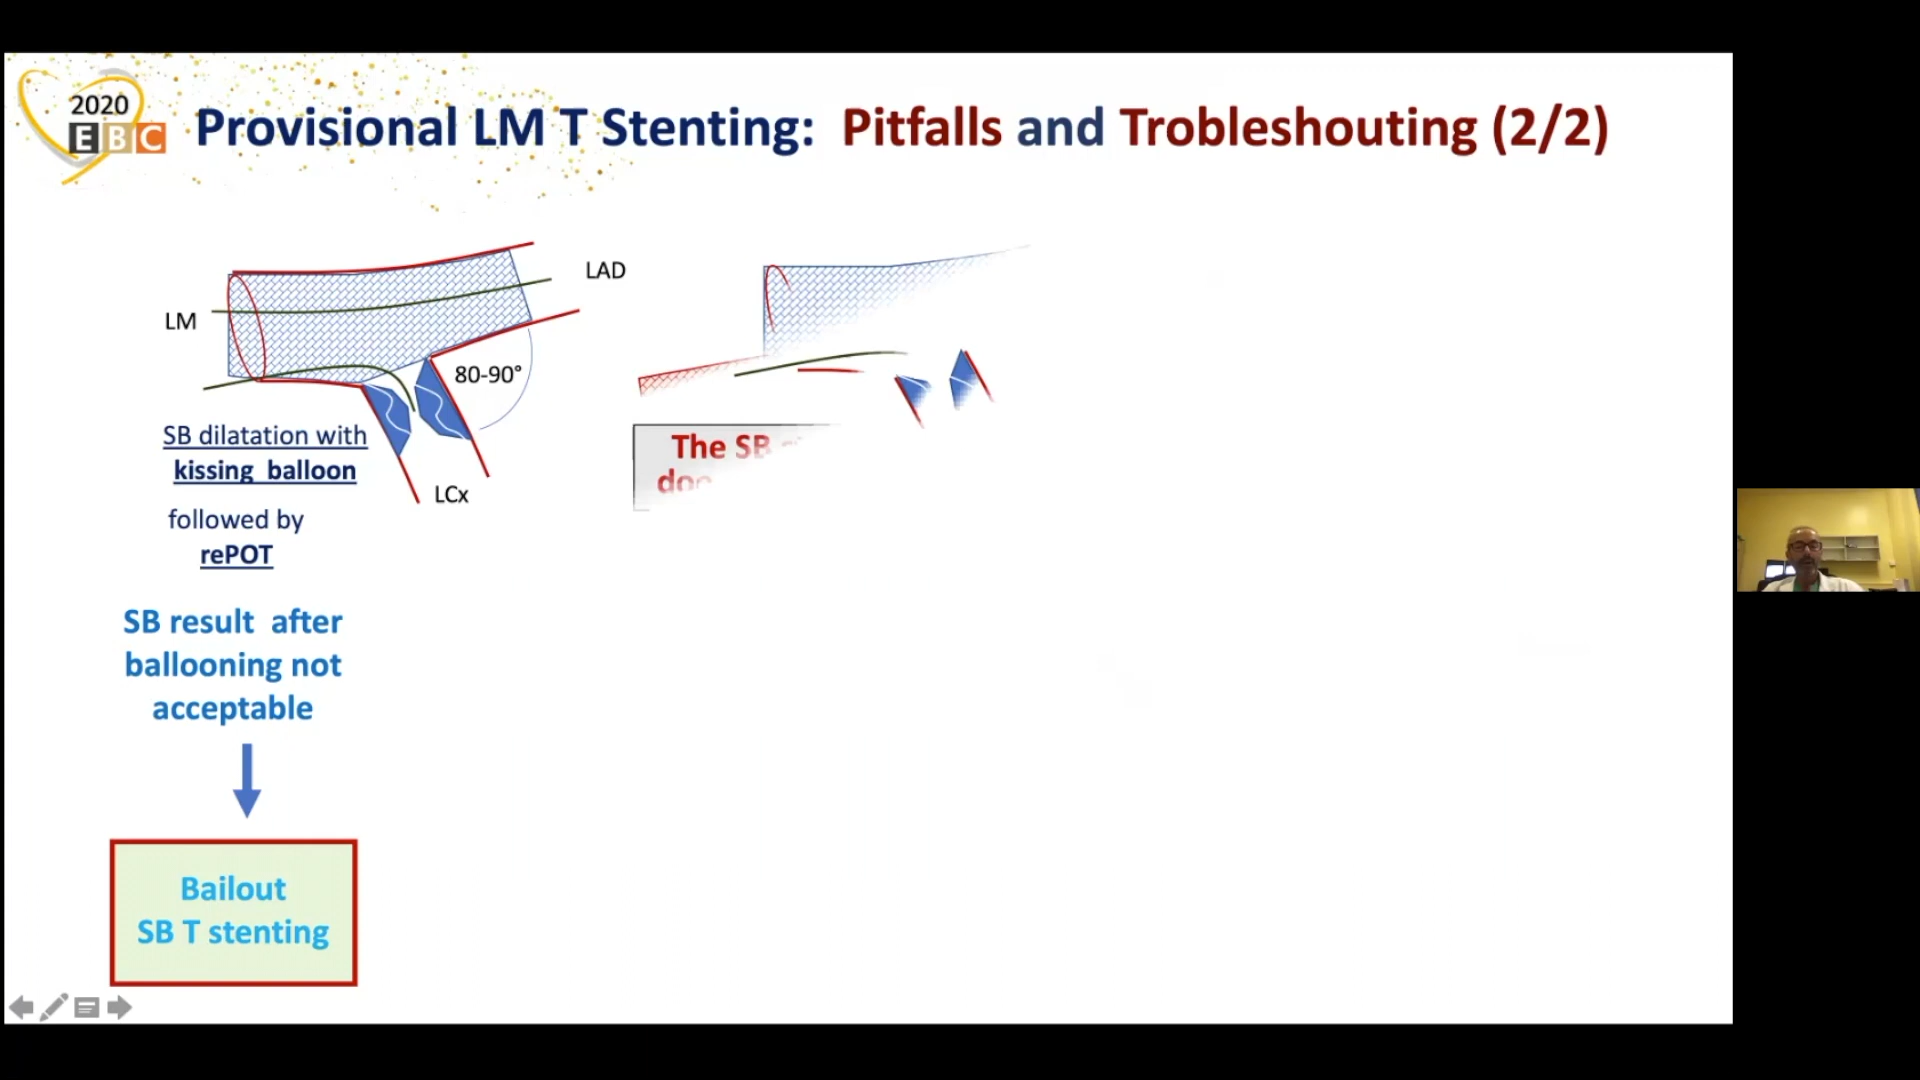 2020
EBC
Provisional LM T Stenting: Pitfalls and Trobleshouting (2/2)
LAD
LM
80-90°
SB dilatation with
kissing balloon
LCx
followed by
rePOT
The SB
SB result after
ballooning not
acceptable
Bailout
SB T stenting